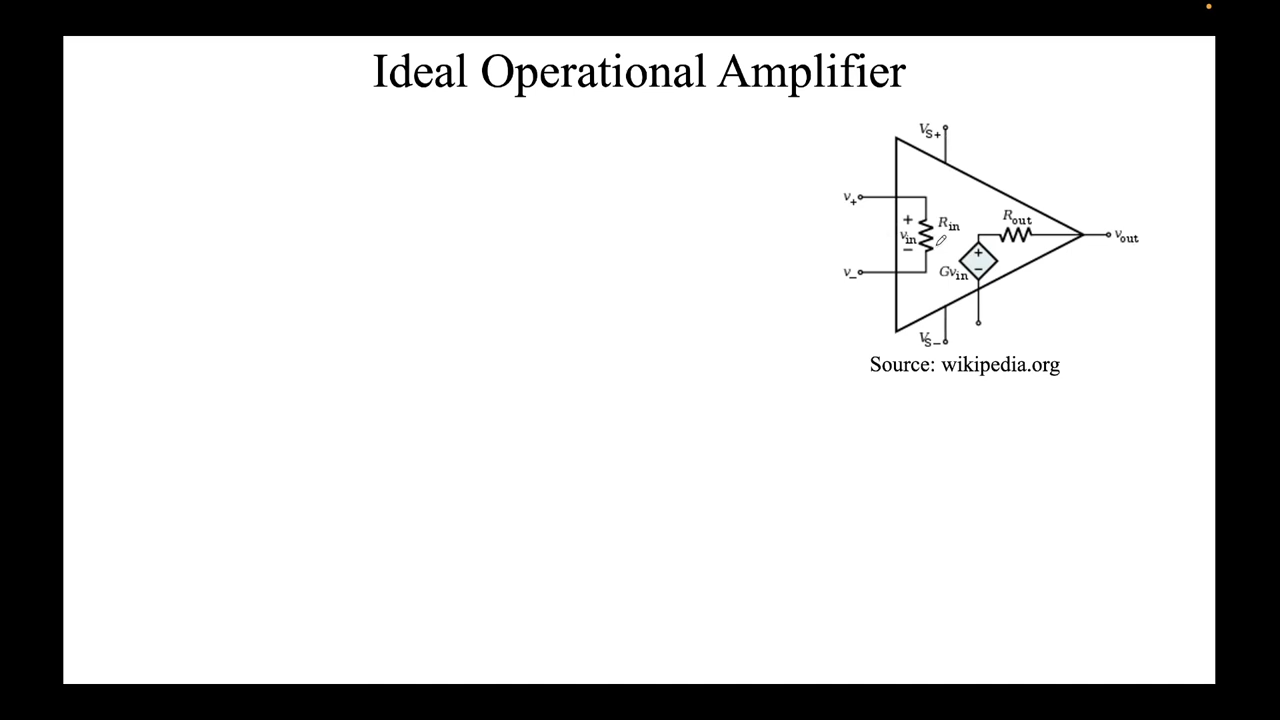 Ideal Operational Amplifier
VS+
v+
+
Rin
vin
−
Rout
vout
+
−
Gvin
v−
VS−
Source: wikipedia.org